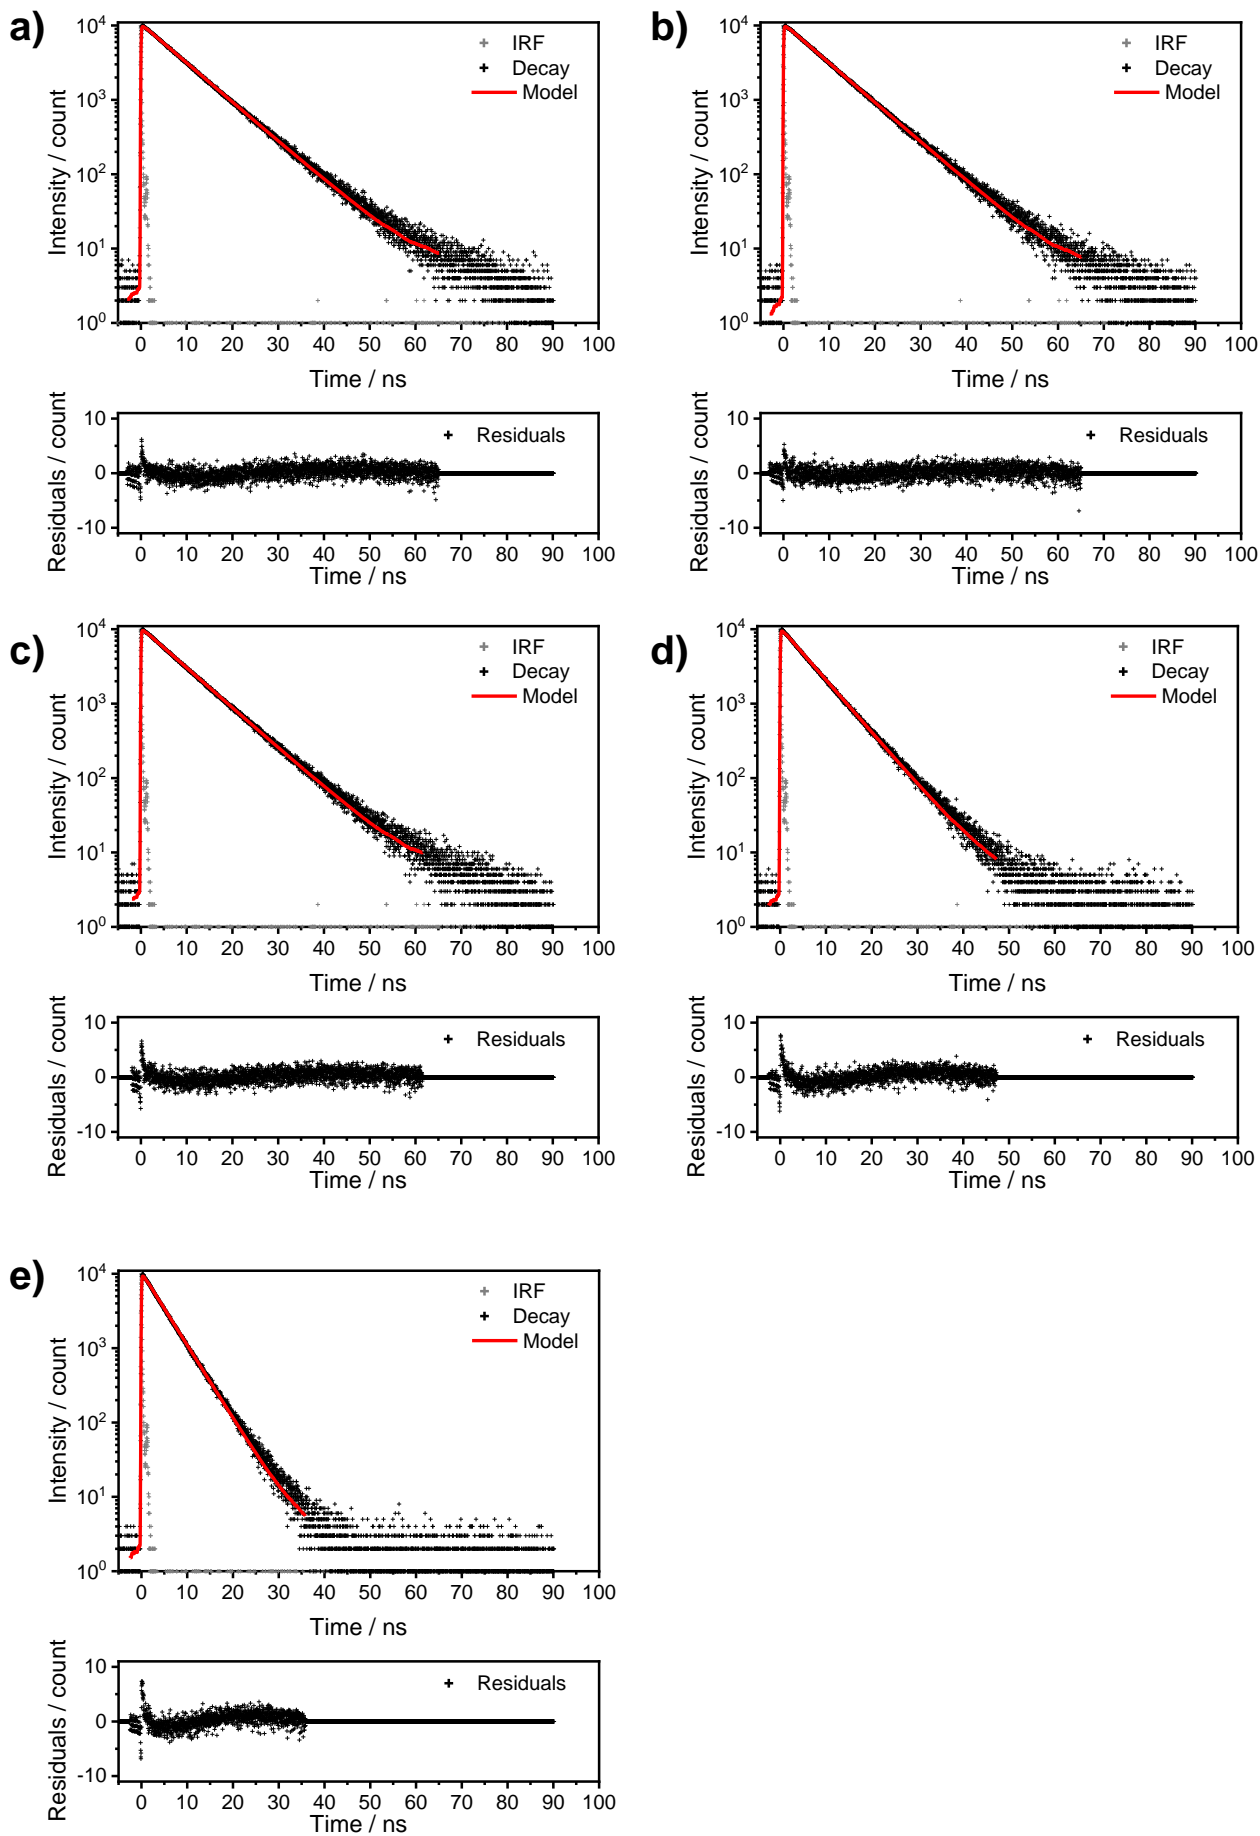 a)
Intensity / count
10⁴
10³
10²
10¹
10⁰
IRF
Decay
Model
0 10 20 30 40 50 60 70 80 90 100
Time / ns
Residuals / count
10
0
-10
Residuals
0 10 20 30 40 50 60 70 80 90 100
Time / ns
b)
Intensity / count
10⁴
10³
10²
10¹
10⁰
IRF
Decay
Model
0 10 20 30 40 50 60 70 80 90 100
Time / ns
Residuals / count
10
0
-10
Residuals
0 10 20 30 40 50 60 70 80 90 100
Time / ns
c)
Intensity / count
10⁴
10³
10²
10¹
10⁰
IRF
Decay
Model
0 10 20 30 40 50 60 70 80 90 100
Time / ns
Residuals / count
10
0
-10
Residuals
0 10 20 30 40 50 60 70 80 90 100
Time / ns
d)
Intensity / count
10⁴
10³
10²
10¹
10⁰
IRF
Decay
Model
0 10 20 30 40 50 60 70 80 90 100
Time / ns
Residuals / count
10
0
-10
Residuals
0 10 20 30 40 50 60 70 80 90 100
Time / ns
e)
Intensity / count
10⁴
10³
10²
10¹
10⁰
IRF
Decay
Model
0 10 20 30 40 50 60 70 80 90 100
Time / ns
Residuals / count
10
0
-10
Residuals
0 10 20 30 40 50 60 70 80 90 100
Time / ns